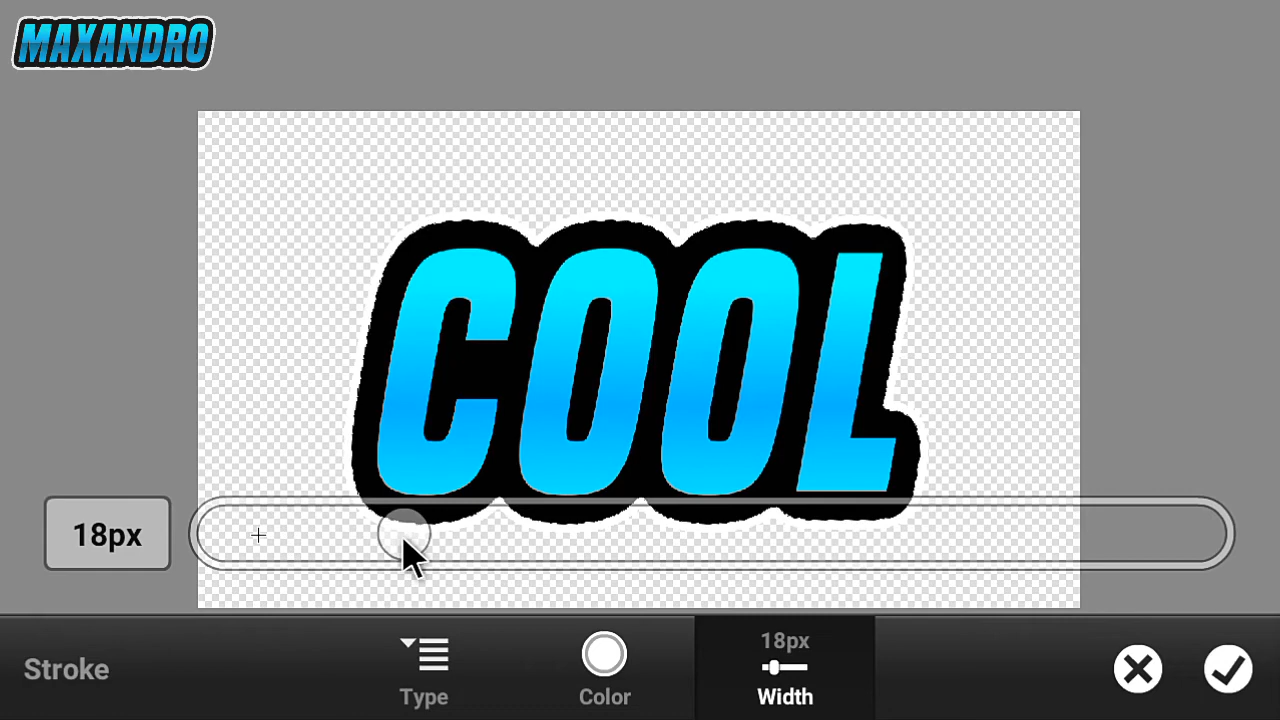 MAXANDRO
COOL
18px
Stroke
Type
Color
18px
Width